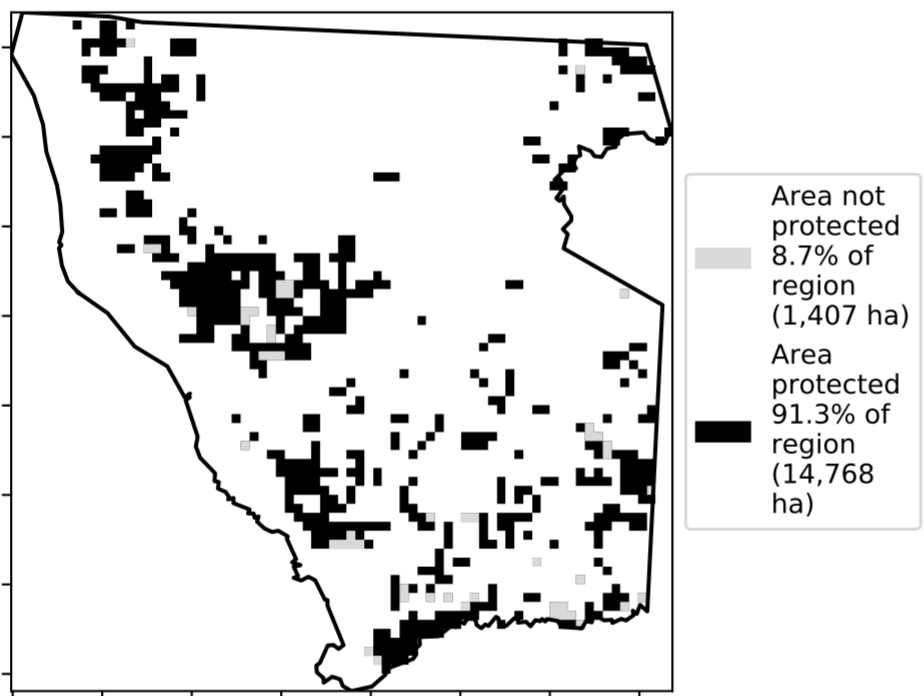 Area not
protected
8.7% of
region
(1,407 ha)
Area
protected
91.3% of
region
(14,768
ha)